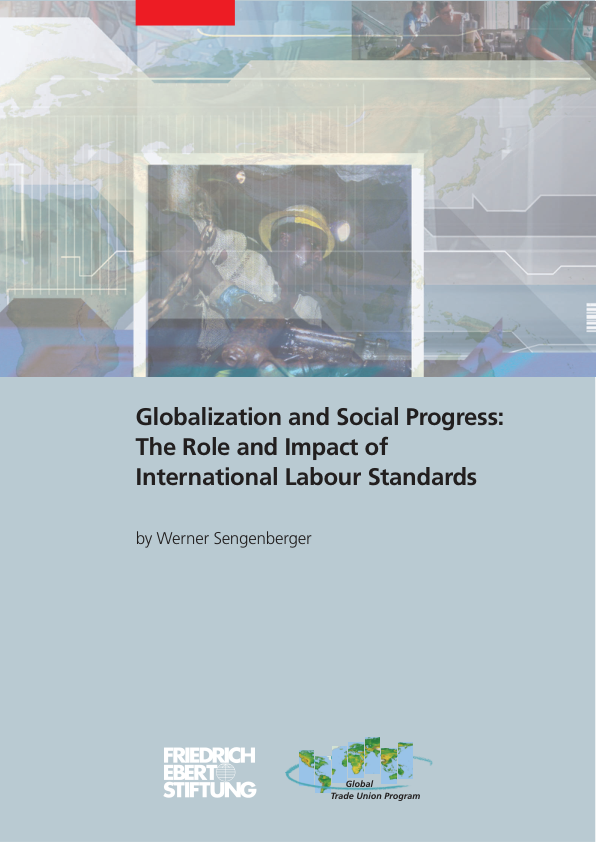 Globalization and Social Progress:
The Role and Impact of
International Labour Standards
by Werner Sengenberger
FRIEDRICH
EBERT
STIFTUNG
Global
Trade Union Program